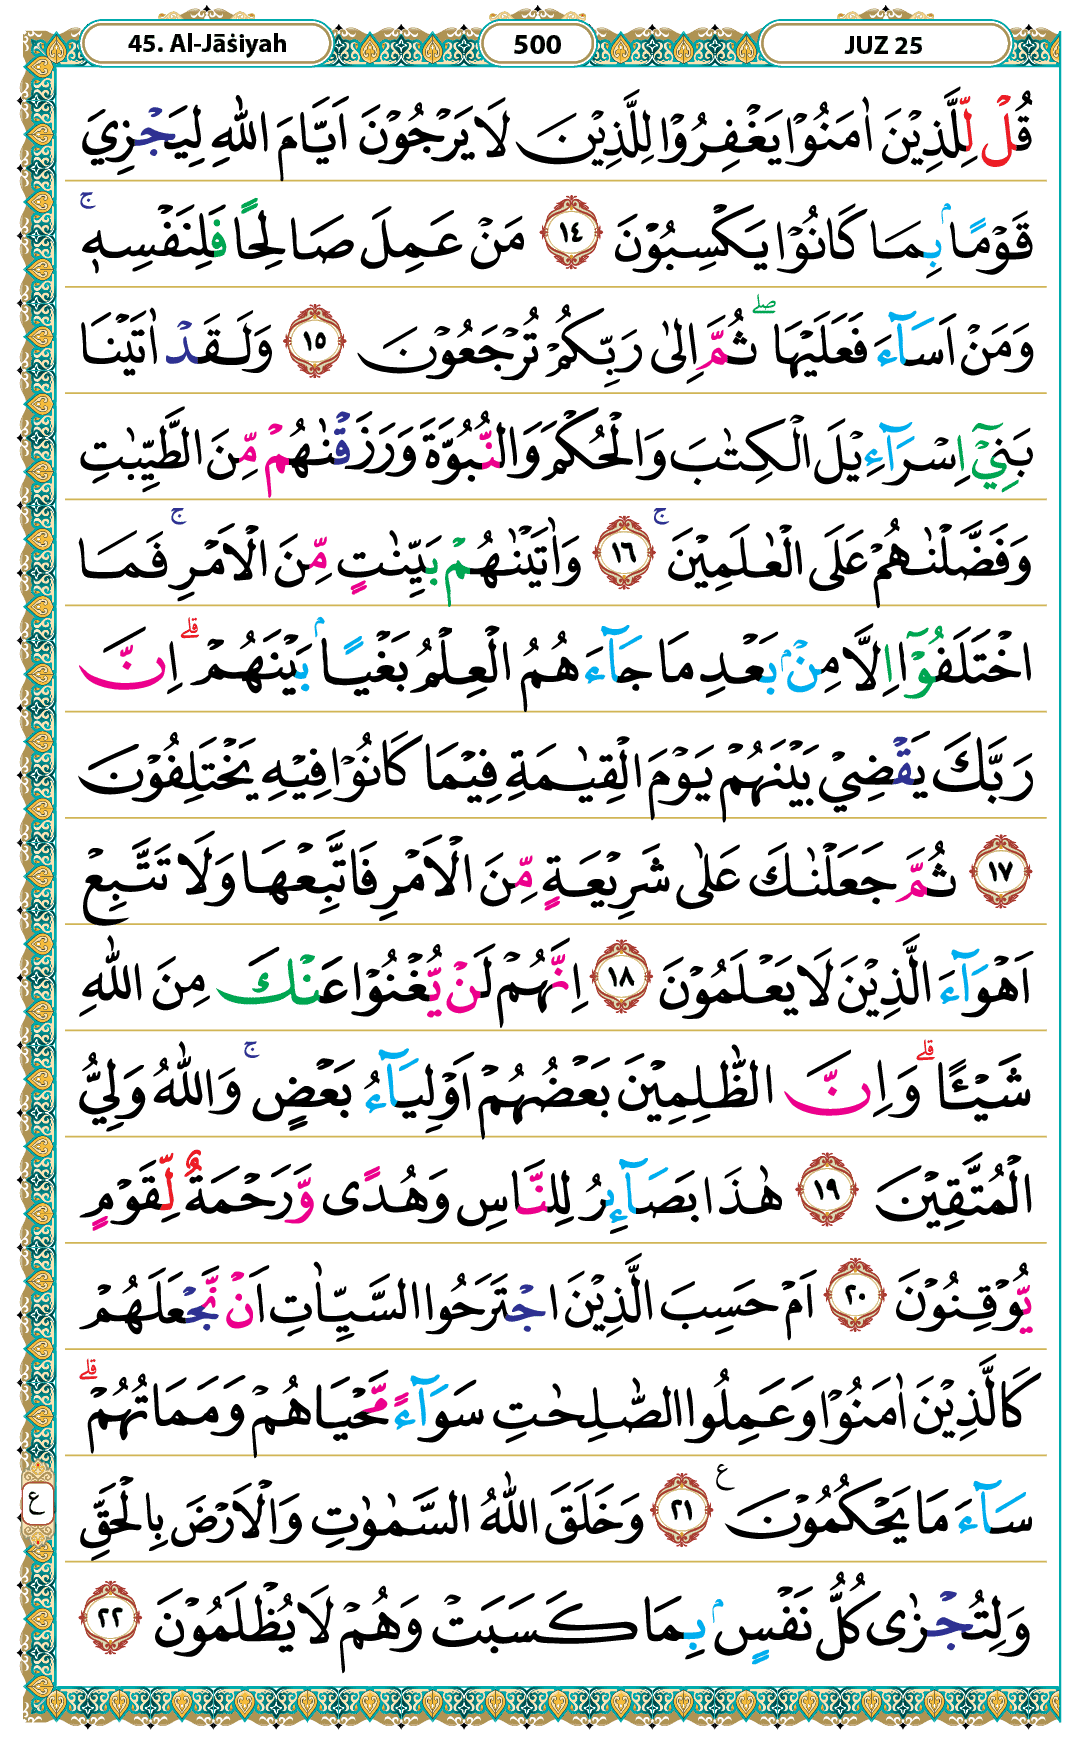 45. Al-Jāṡiyah
500
JUZ 25
قُلْ لِّلَّذِيْنَ اٰمَنُوْا يَغْفِرُوْا لِلَّذِيْنَ لَا يَرْجُوْنَ اَيَّامَ اللّٰهِ لِيَجْزِيَ
قَوْمًاۢ بِمَا كَانُوْا يَكْسِبُوْنَ ١٤ مَنْ عَمِلَ صَالِحًا فَلِنَفْسِهٖۚ
وَمَنْ اَسَاۤءَ فَعَلَيْهَاۖ ثُمَّ اِلٰى رَبِّكُمْ تُرْجَعُوْنَ ١٥ وَلَقَدْ اٰتَيْنَا
بَنِيْٓ اِسْرَاۤءِيْلَ الْكِتٰبَ وَالْحُكْمَ وَالنُّبُوَّةَ وَرَزَقْنٰهُمْ مِّنَ الطَّيِّبٰتِ
وَفَضَّلْنٰهُمْ عَلَى الْعٰلَمِيْنَۚ ١٦ وَاٰتَيْنٰهُمْ بَيِّنٰتٍ مِّنَ الْاَمْرِۚ فَمَا
اخْتَلَفُوْٓا اِلَّا مِنْۢ بَعْدِ مَا جَاۤءَهُمُ الْعِلْمُ بَغْيًاۢ بَيْنَهُمْۗ اِنَّ
رَبَّكَ يَقْضِيْ بَيْنَهُمْ يَوْمَ الْقِيٰمَةِ فِيْمَا كَانُوْا فِيْهِ يَخْتَلِفُوْنَ
١٧ ثُمَّ جَعَلْنٰكَ عَلٰى شَرِيْعَةٍ مِّنَ الْاَمْرِ فَاتَّبِعْهَا وَلَا تَتَّبِعْ
اَهْوَاۤءَ الَّذِيْنَ لَا يَعْلَمُوْنَ ١٨ اِنَّهُمْ لَنْ يُّغْنُوْا عَنْكَ مِنَ اللّٰهِ
شَيْـًٔاۗ وَاِنَّ الظّٰلِمِيْنَ بَعْضُهُمْ اَوْلِيَاۤءُ بَعْضٍۚ وَاللّٰهُ وَلِيُّ
الْمُتَّقِيْنَ ١٩ هٰذَا بَصَاۤىِٕرُ لِلنَّاسِ وَهُدًى وَّرَحْمَةٌ لِّقَوْمٍ
يُّوْقِنُوْنَ ٢٠ اَمْ حَسِبَ الَّذِيْنَ اجْتَرَحُوا السَّيِّاٰتِ اَنْ نَّجْعَلَهُمْ
كَالَّذِيْنَ اٰمَنُوْا وَعَمِلُوا الصّٰلِحٰتِ سَوَاۤءً مَّحْيَاهُمْ وَمَمَاتُهُمْۗ
سَاۤءَ مَا يَحْكُمُوْنَ ع ٢١ وَخَلَقَ اللّٰهُ السَّمٰوٰتِ وَالْاَرْضَ بِالْحَقِّ
ع
وَلِتُجْزٰى كُلُّ نَفْسٍۢ بِمَا كَسَبَتْ وَهُمْ لَا يُظْلَمُوْنَ ٢٢